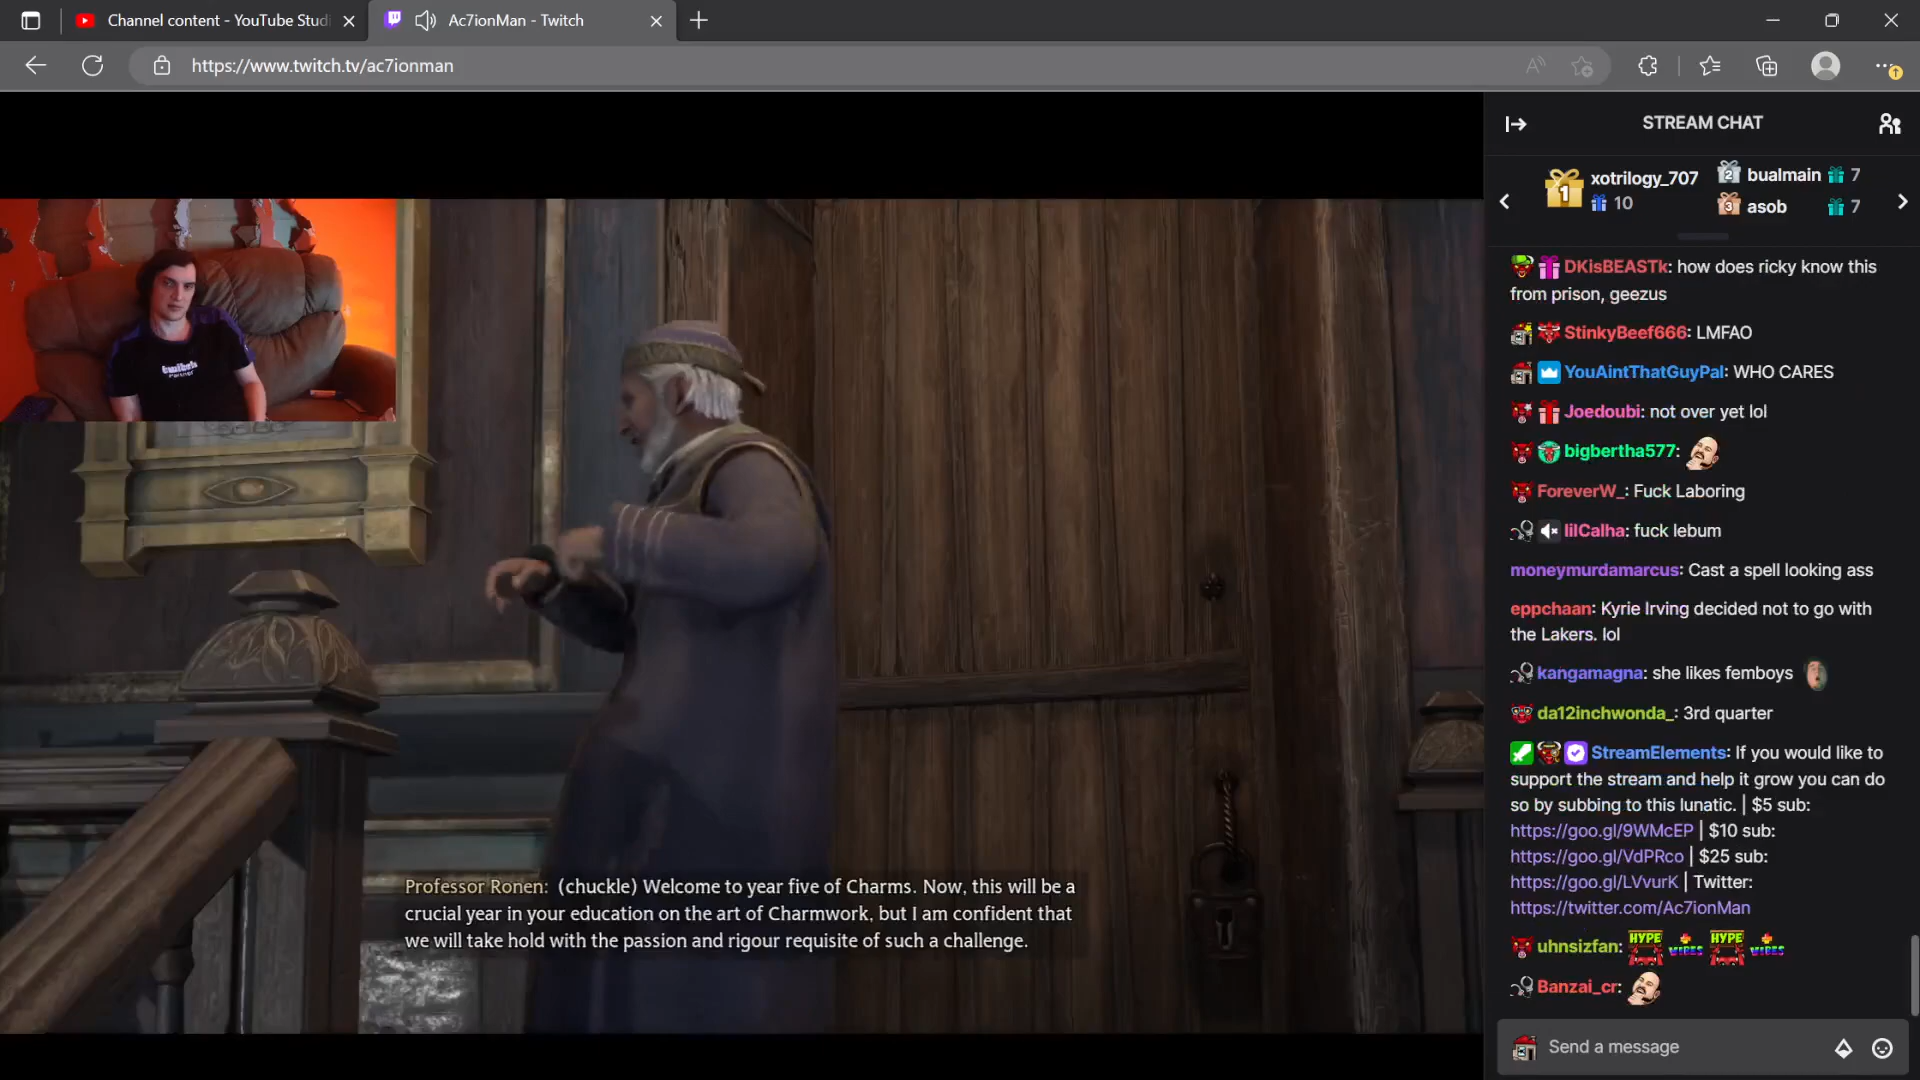 Channel content - YouTube Studi
Ac7ionMan - Twitch
https://www.twitch.tv/ac7ionman
STREAM CHAT
1 xotrilogy_707
10
2 bualmain 7
3 asob 7
DKisBEASTk: how does ricky know this
from prison, geezus
StinkyBeef666: LMFAO
YouAintThatGuyPal: WHO CARES
Joedoubi: not over yet lol
bigbertha577:
ForeverW_: Fuck Laboring
lilCalha: fuck lebum
moneymurdamarcus: Cast a spell looking ass
eppchaan: Kyrie Irving decided not to go with
the Lakers. lol
kangamagna: she likes femboys
da12inchwonda_: 3rd quarter
StreamElements: If you would like to
support the stream and help it grow you can do
so by subbing to this lunatic. | $5 sub:
https://goo.gl/9WMcEP | $10 sub:
https://goo.gl/VdPRco | $25 sub:
https://goo.gl/LVvurK | Twitter:
https://twitter.com/Ac7ionMan
uhnsizfan: HYPE VIBES HYPE VIBES
Banzai_cr:
Send a message
Professor Ronen: (chuckle) Welcome to year five of Charms. Now, this will be a
crucial year in your education on the art of Charmwork, but I am confident that
we will take hold with the passion and rigour requisite of such a challenge.